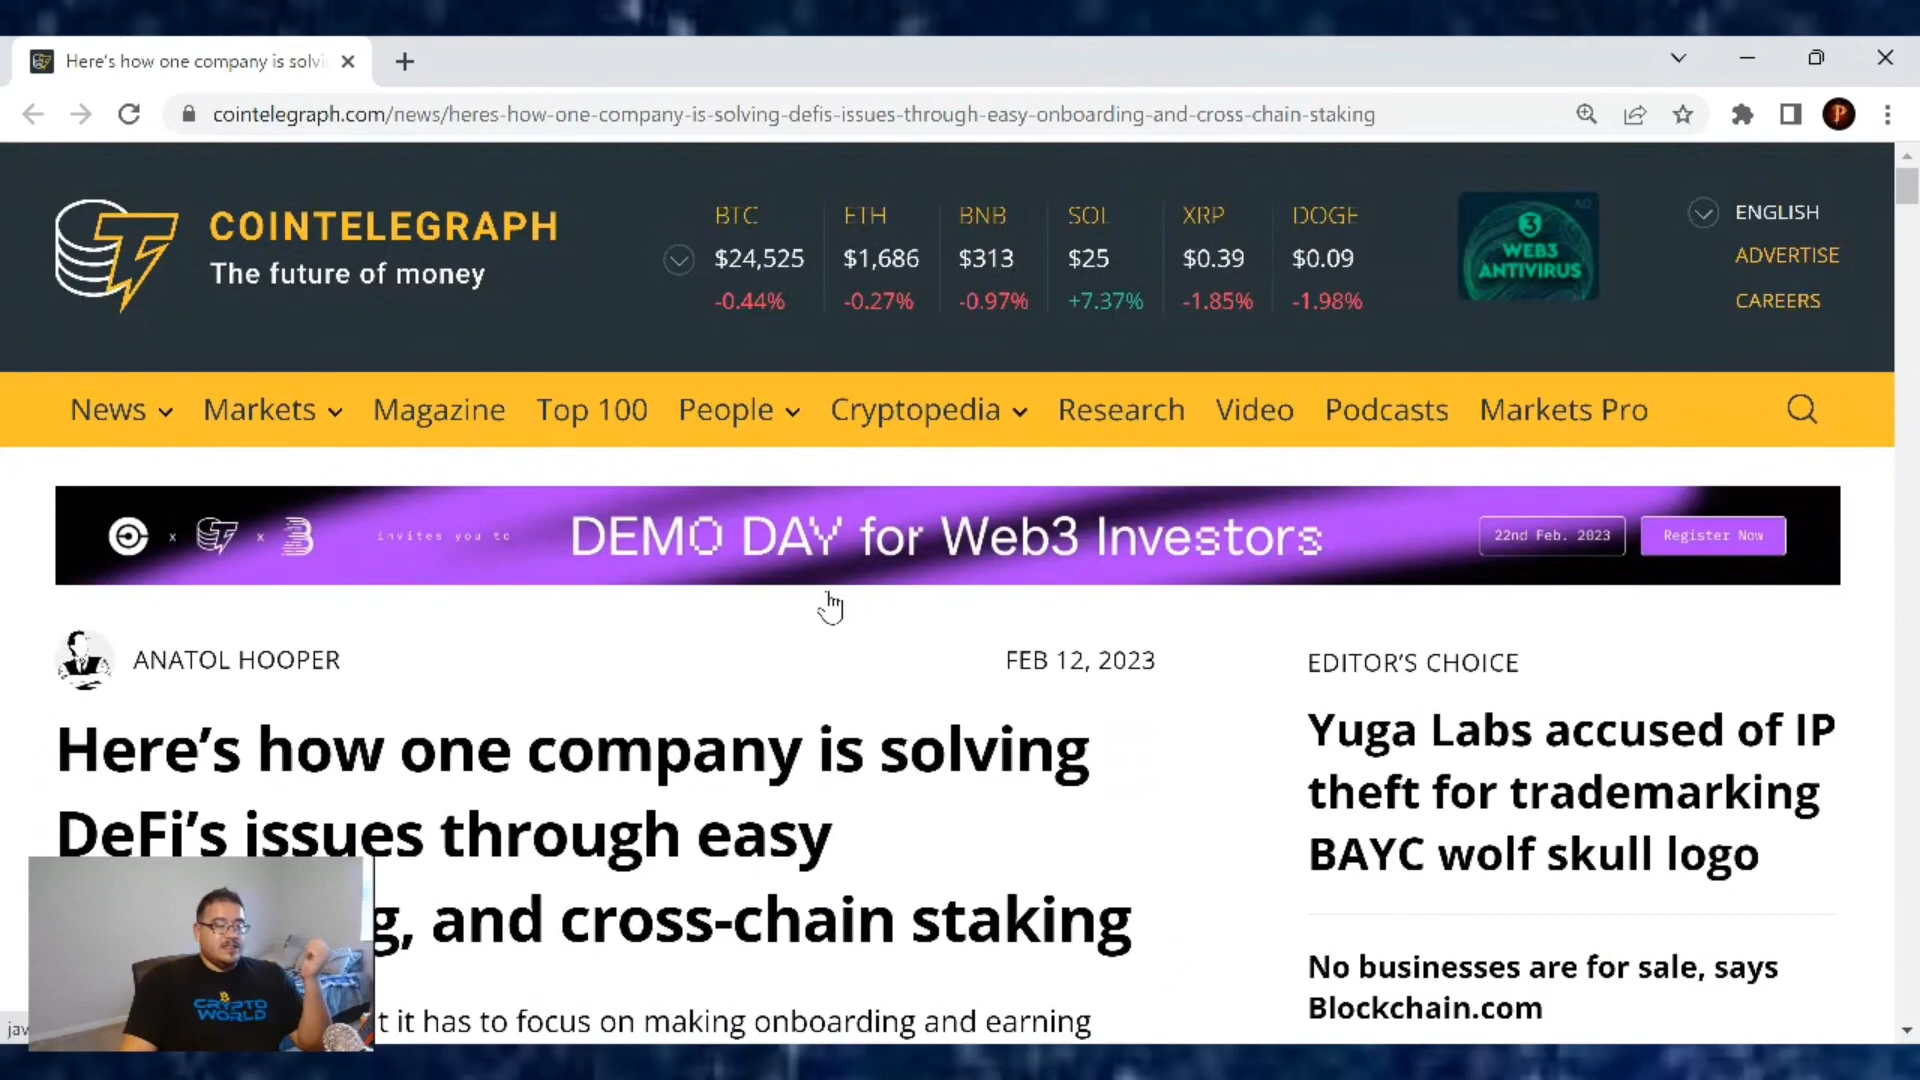 Here's how one company is solvi
cointelegraph.com/news/heres-how-one-company-is-solving-defis-issues-through-easy-onboarding-and-cross-chain-staking
COINTELEGRAPH
The future of money
BTC ETH BNB SOL XRP DOGE
$24,525 $1,686 $313 $25 $0.39 $0.09
-0.44% -0.27% -0.97% +7.37% -1.85% -1.98%
AD
3
WEB3
ANTIVIRUS
ENGLISH
ADVERTISE
CAREERS
News Markets Magazine Top 100 People Cryptopedia Research Video Podcasts Markets Pro
x x invites you to DEMO DAY for Web3 Investors 22nd Feb. 2023 Register Now
ANATOL HOOPER FEB 12, 2023
Here's how one company is solving
DeFi's issues through easy
g, and cross-chain staking
t it has to focus on making onboarding and earning
EDITOR'S CHOICE
Yuga Labs accused of IP
theft for trademarking
BAYC wolf skull logo
No businesses are for sale, says
Blockchain.com
CRYPTO
WORLD
jav